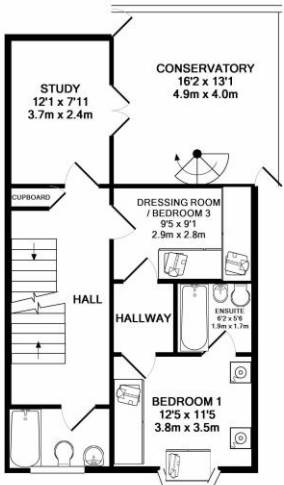 CONSERVATORY
16'2 x 13'1
4.9m x 4.0m
STUDY
12'1 x 7'11
3.7m x 2.4m
CUPBOARD
DRESSING ROOM
/ BEDROOM 3
9'5 x 9'1
2.9m x 2.8m
HALL
HALLWAY
ENSUITE
6'2 x 5'6
1.9m x 1.7m
BEDROOM 1
12'5 x 11'5
3.8m x 3.5m